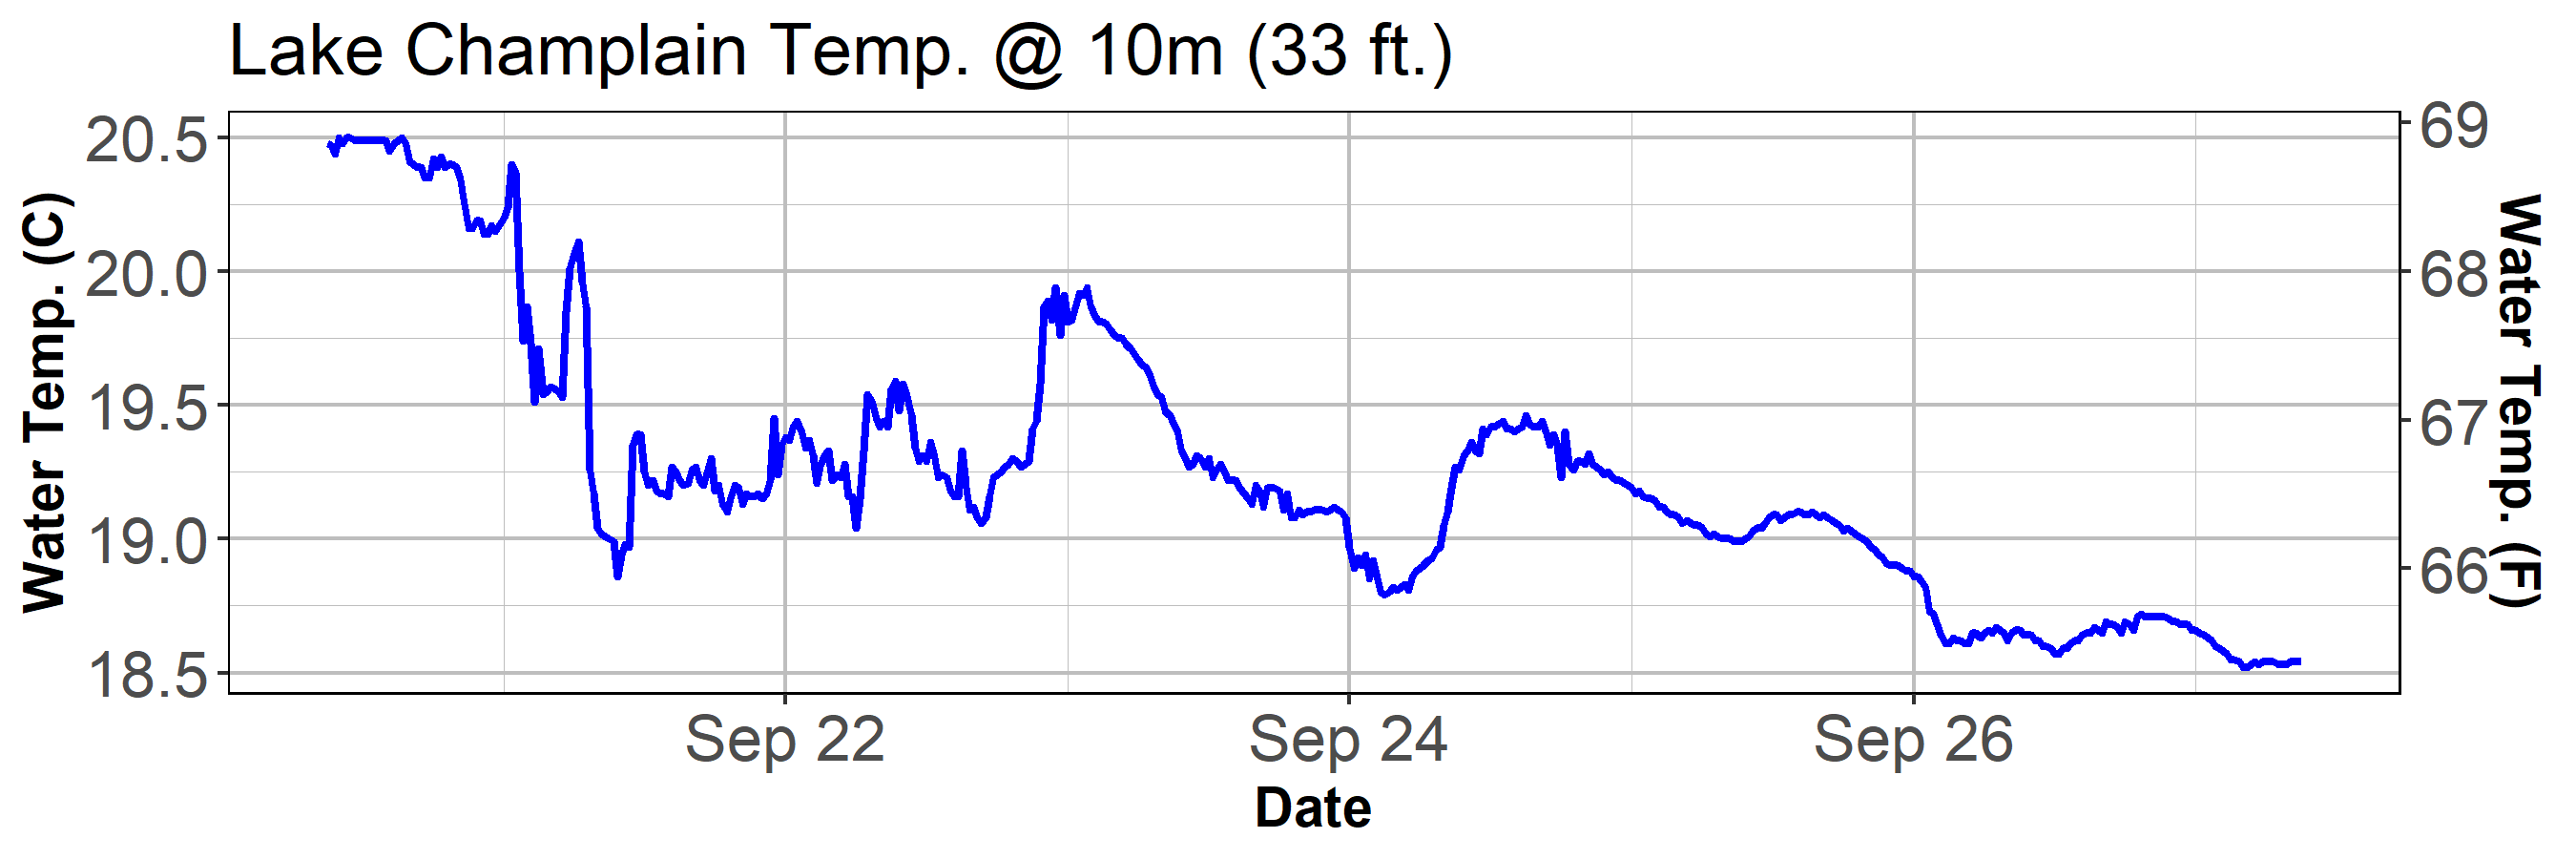 Lake Champlain Temp. @ 10m (33 ft.)
Water Temp. (C)
20.5
20.0
19.5
19.0
18.5
69
68
67
66
Water Temp. (F)
Sep 22
Sep 24
Sep 26
Date